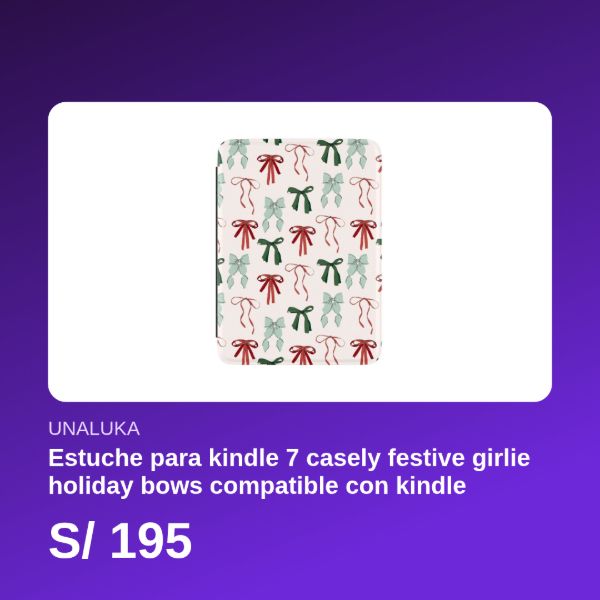 UNALUKA
Estuche para kindle 7 casely festive girlie
holiday bows compatible con kindle
S/ 195